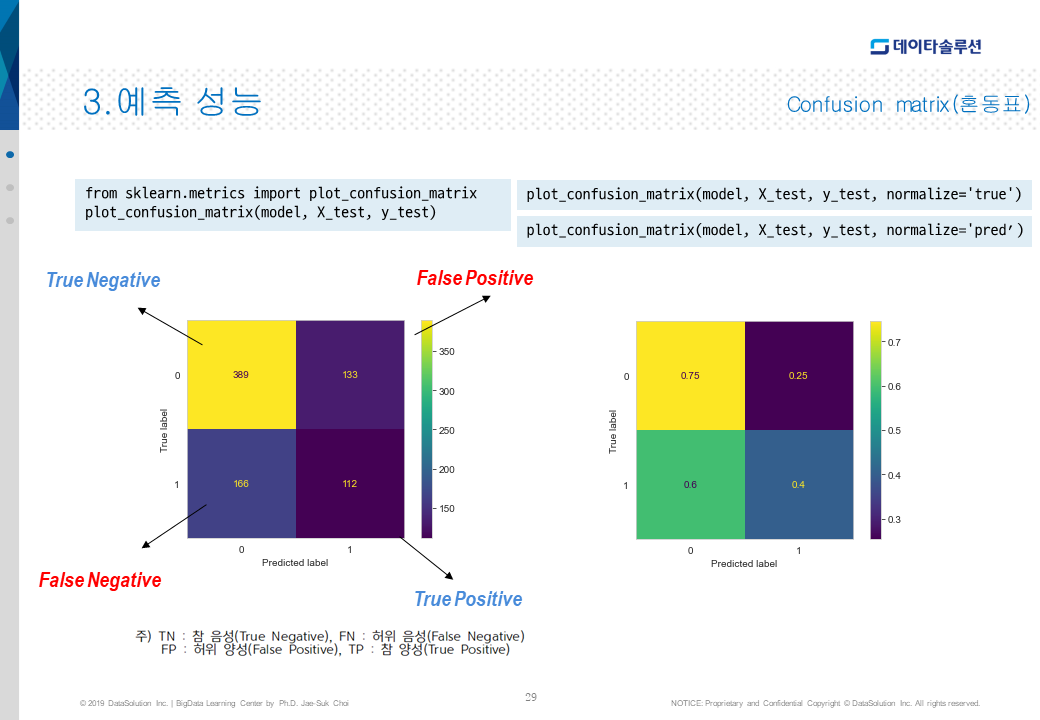 데이타솔루션
3.예측 성능
Confusion matrix(혼동표)
from sklearn.metrics import plot_confusion_matrix
plot_confusion_matrix(model, X_test, y_test)
plot_confusion_matrix(model, X_test, y_test, normalize='true')
plot_confusion_matrix(model, X_test, y_test, normalize='pred’)
True Negative
False Positive
389
133
166
112
0
1
True label
0
1
Predicted label
350
300
250
200
150
False Negative
True Positive
0.75
0.25
0.6
0.4
0
1
True label
0
1
Predicted label
0.7
0.6
0.5
0.4
0.3
주) TN : 참 음성(True Negative), FN : 허위 음성(False Negative)
FP : 허위 양성(False Positive), TP : 참 양성(True Positive)
© 2019 DataSolution Inc. | BigData Learning Center by Ph.D. Jae-Suk Choi
29
NOTICE: Proprietary and Confidential Copyright © DataSolution Inc. All rights reserved.